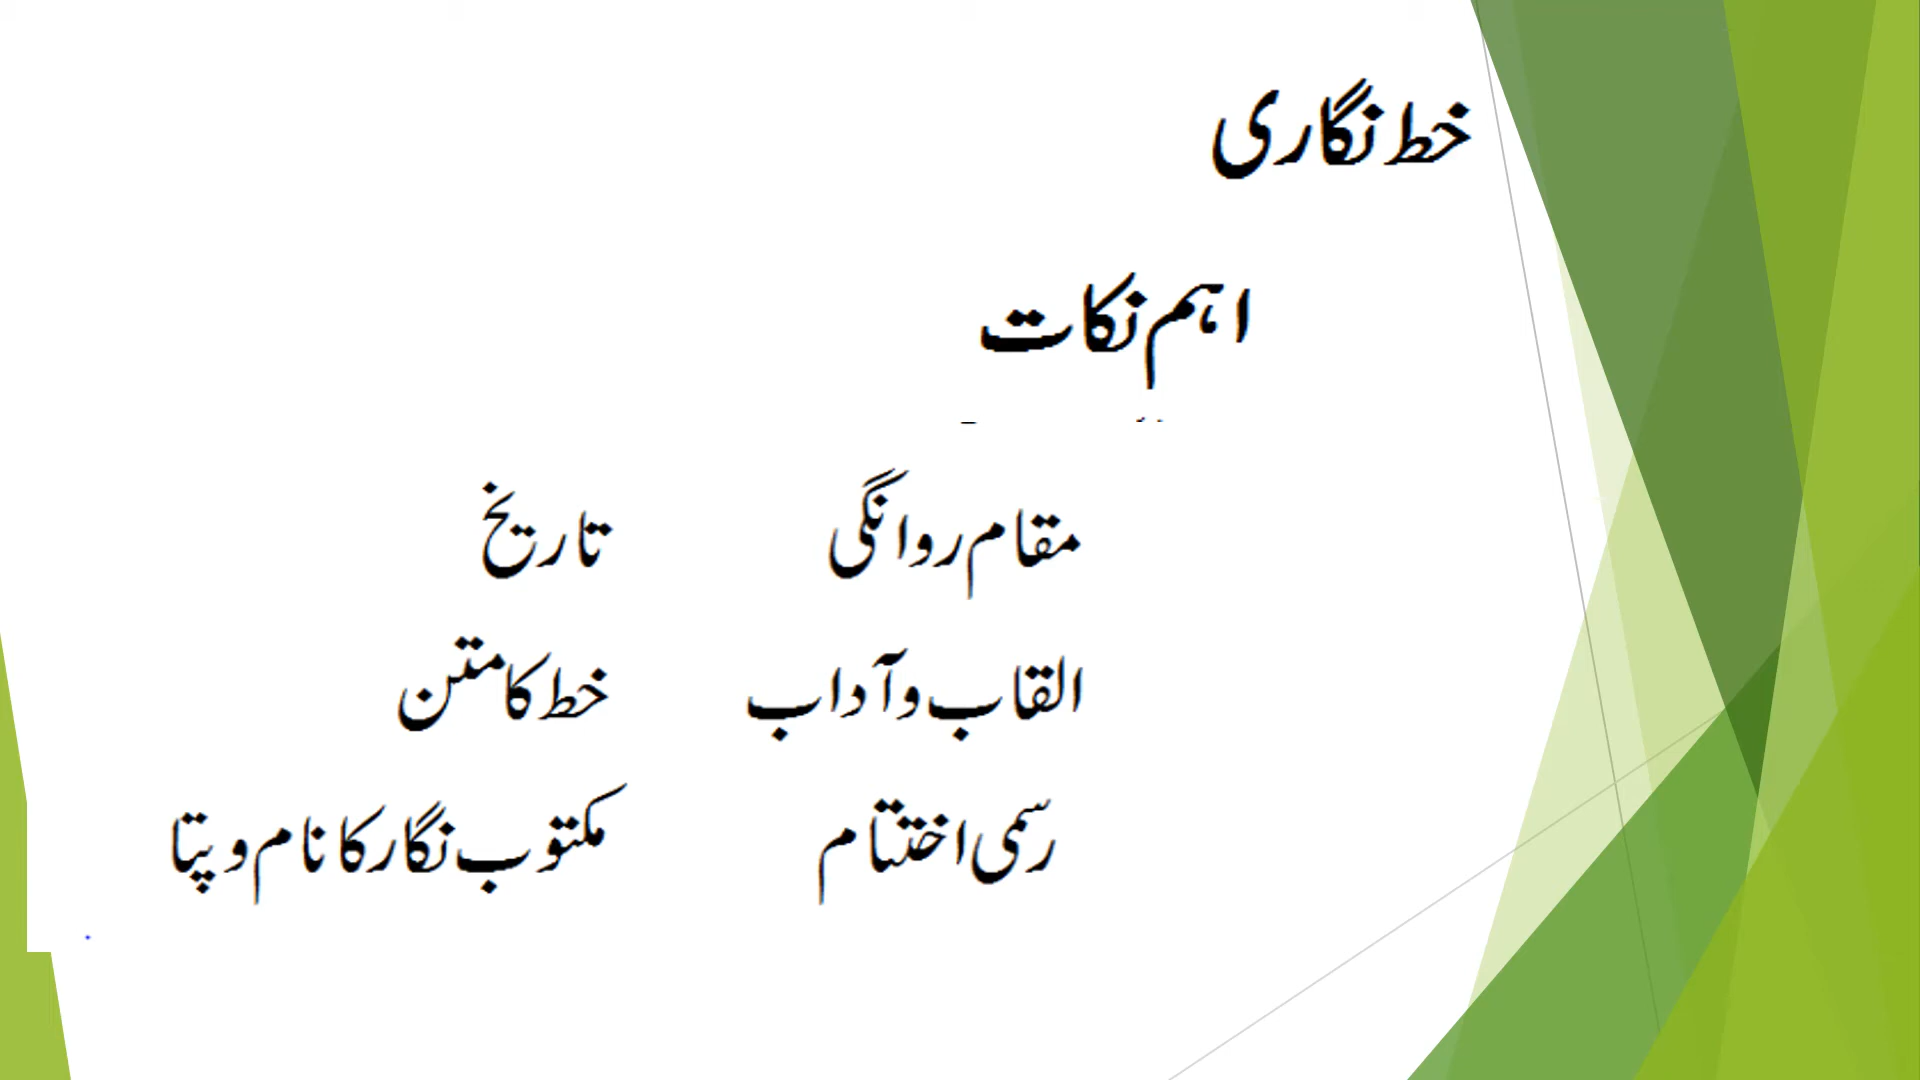 خط نگاری
اہم نکات
مقام روانگی تاریخ
القاب و آداب خط کا متن
رسمی اختتام مکتوب نگار کا نام و پتا